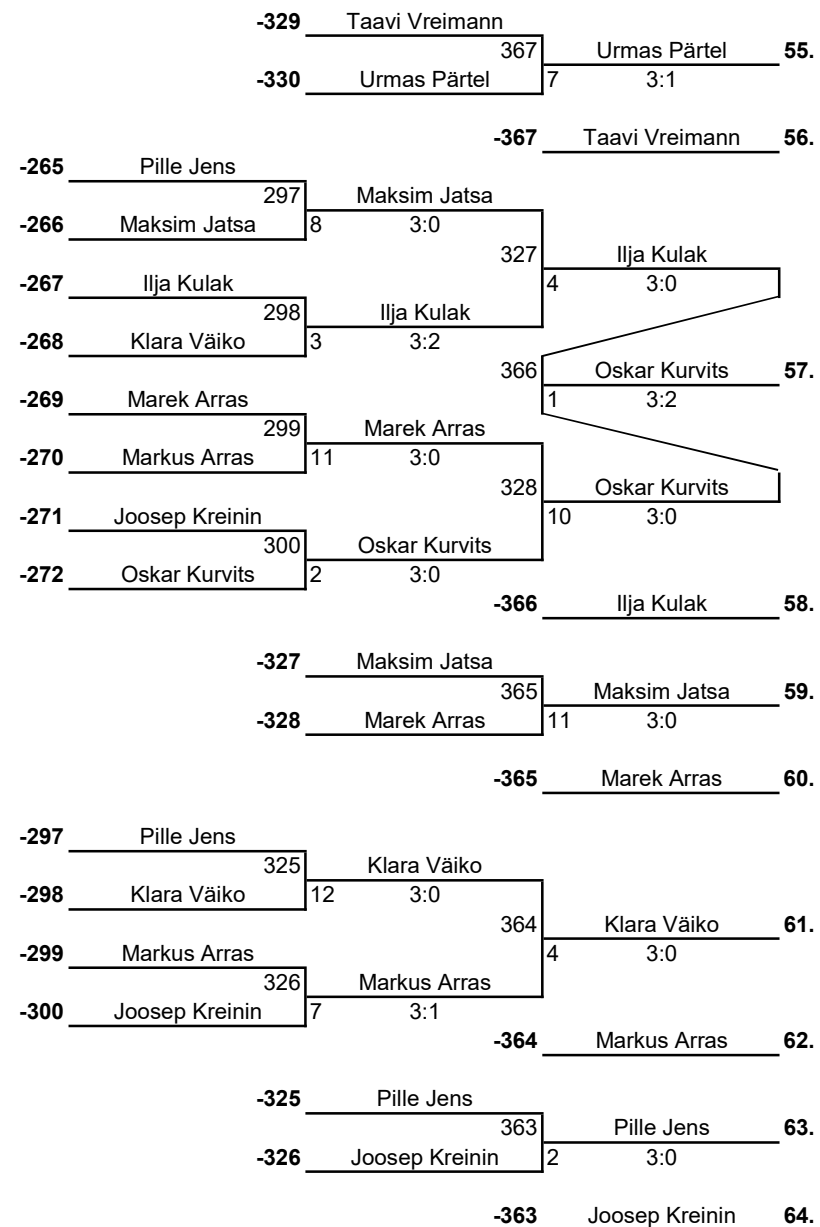 -329 Taavi Vreimann
367 Urmas Pärtel 55.
-330 Urmas Pärtel 7 3:1
-367 Taavi Vreimann 56.
-265 Pille Jens
297 Maksim Jatsa
-266 Maksim Jatsa 8 3:0
327 Ilja Kulak
-267 Ilja Kulak 4 3:0
298 Ilja Kulak
-268 Klara Väiko 3 3:2
366 Oskar Kurvits 57.
-269 Marek Arras 1 3:2
299 Marek Arras
-270 Markus Arras 11 3:0
328 Oskar Kurvits
-271 Joosep Kreinin 10 3:0
300 Oskar Kurvits
-272 Oskar Kurvits 2 3:0
-366 Ilja Kulak 58.
-327 Maksim Jatsa
365 Maksim Jatsa 59.
-328 Marek Arras 11 3:0
-365 Marek Arras 60.
-297 Pille Jens
325 Klara Väiko
-298 Klara Väiko 12 3:0
364 Klara Väiko 61.
-299 Markus Arras 4 3:0
326 Markus Arras
-300 Joosep Kreinin 7 3:1
-364 Markus Arras 62.
-325 Pille Jens
363 Pille Jens 63.
-326 Joosep Kreinin 2 3:0
-363 Joosep Kreinin 64.